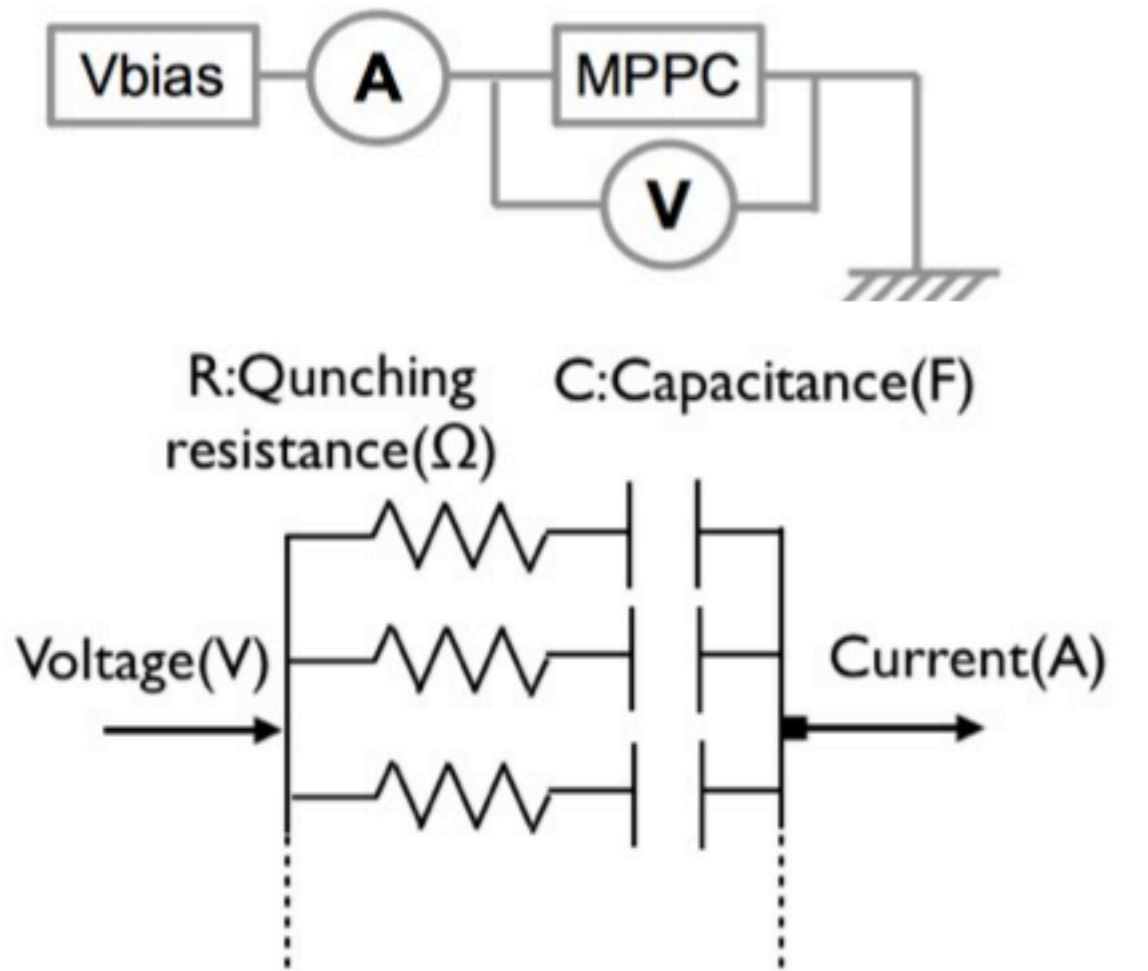 Vbias
A
MPPC
V
R:Qunching
resistance(Ω)
C:Capacitance(F)
Voltage(V)
Current(A)